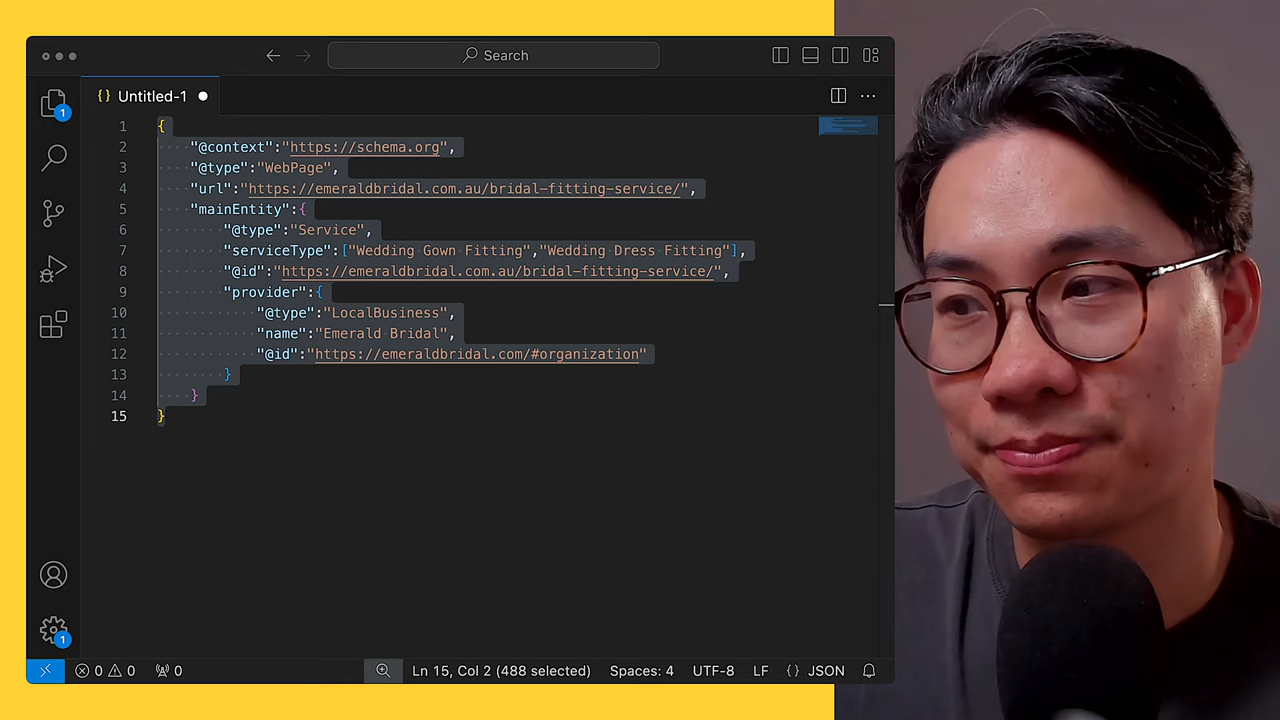 Search
1
{} Untitled-1
1 {
2 "@context":"https://schema.org",
3 "@type":"WebPage",
4 "url":"https://emeraldbridal.com.au/bridal-fitting-service/",
5 "mainEntity":{
6 "@type":"Service",
7 "serviceType":["Wedding Gown Fitting","Wedding Dress Fitting"],
8 "@id":"https://emeraldbridal.com.au/bridal-fitting-service/",
9 "provider":{
10 "@type":"LocalBusiness",
11 "name":"Emerald Bridal",
12 "@id":"https://emeraldbridal.com/#organization"
13 }
14 }
15 }
1
0 0 0 Ln 15, Col 2 (488 selected) Spaces: 4 UTF-8 LF {} JSON